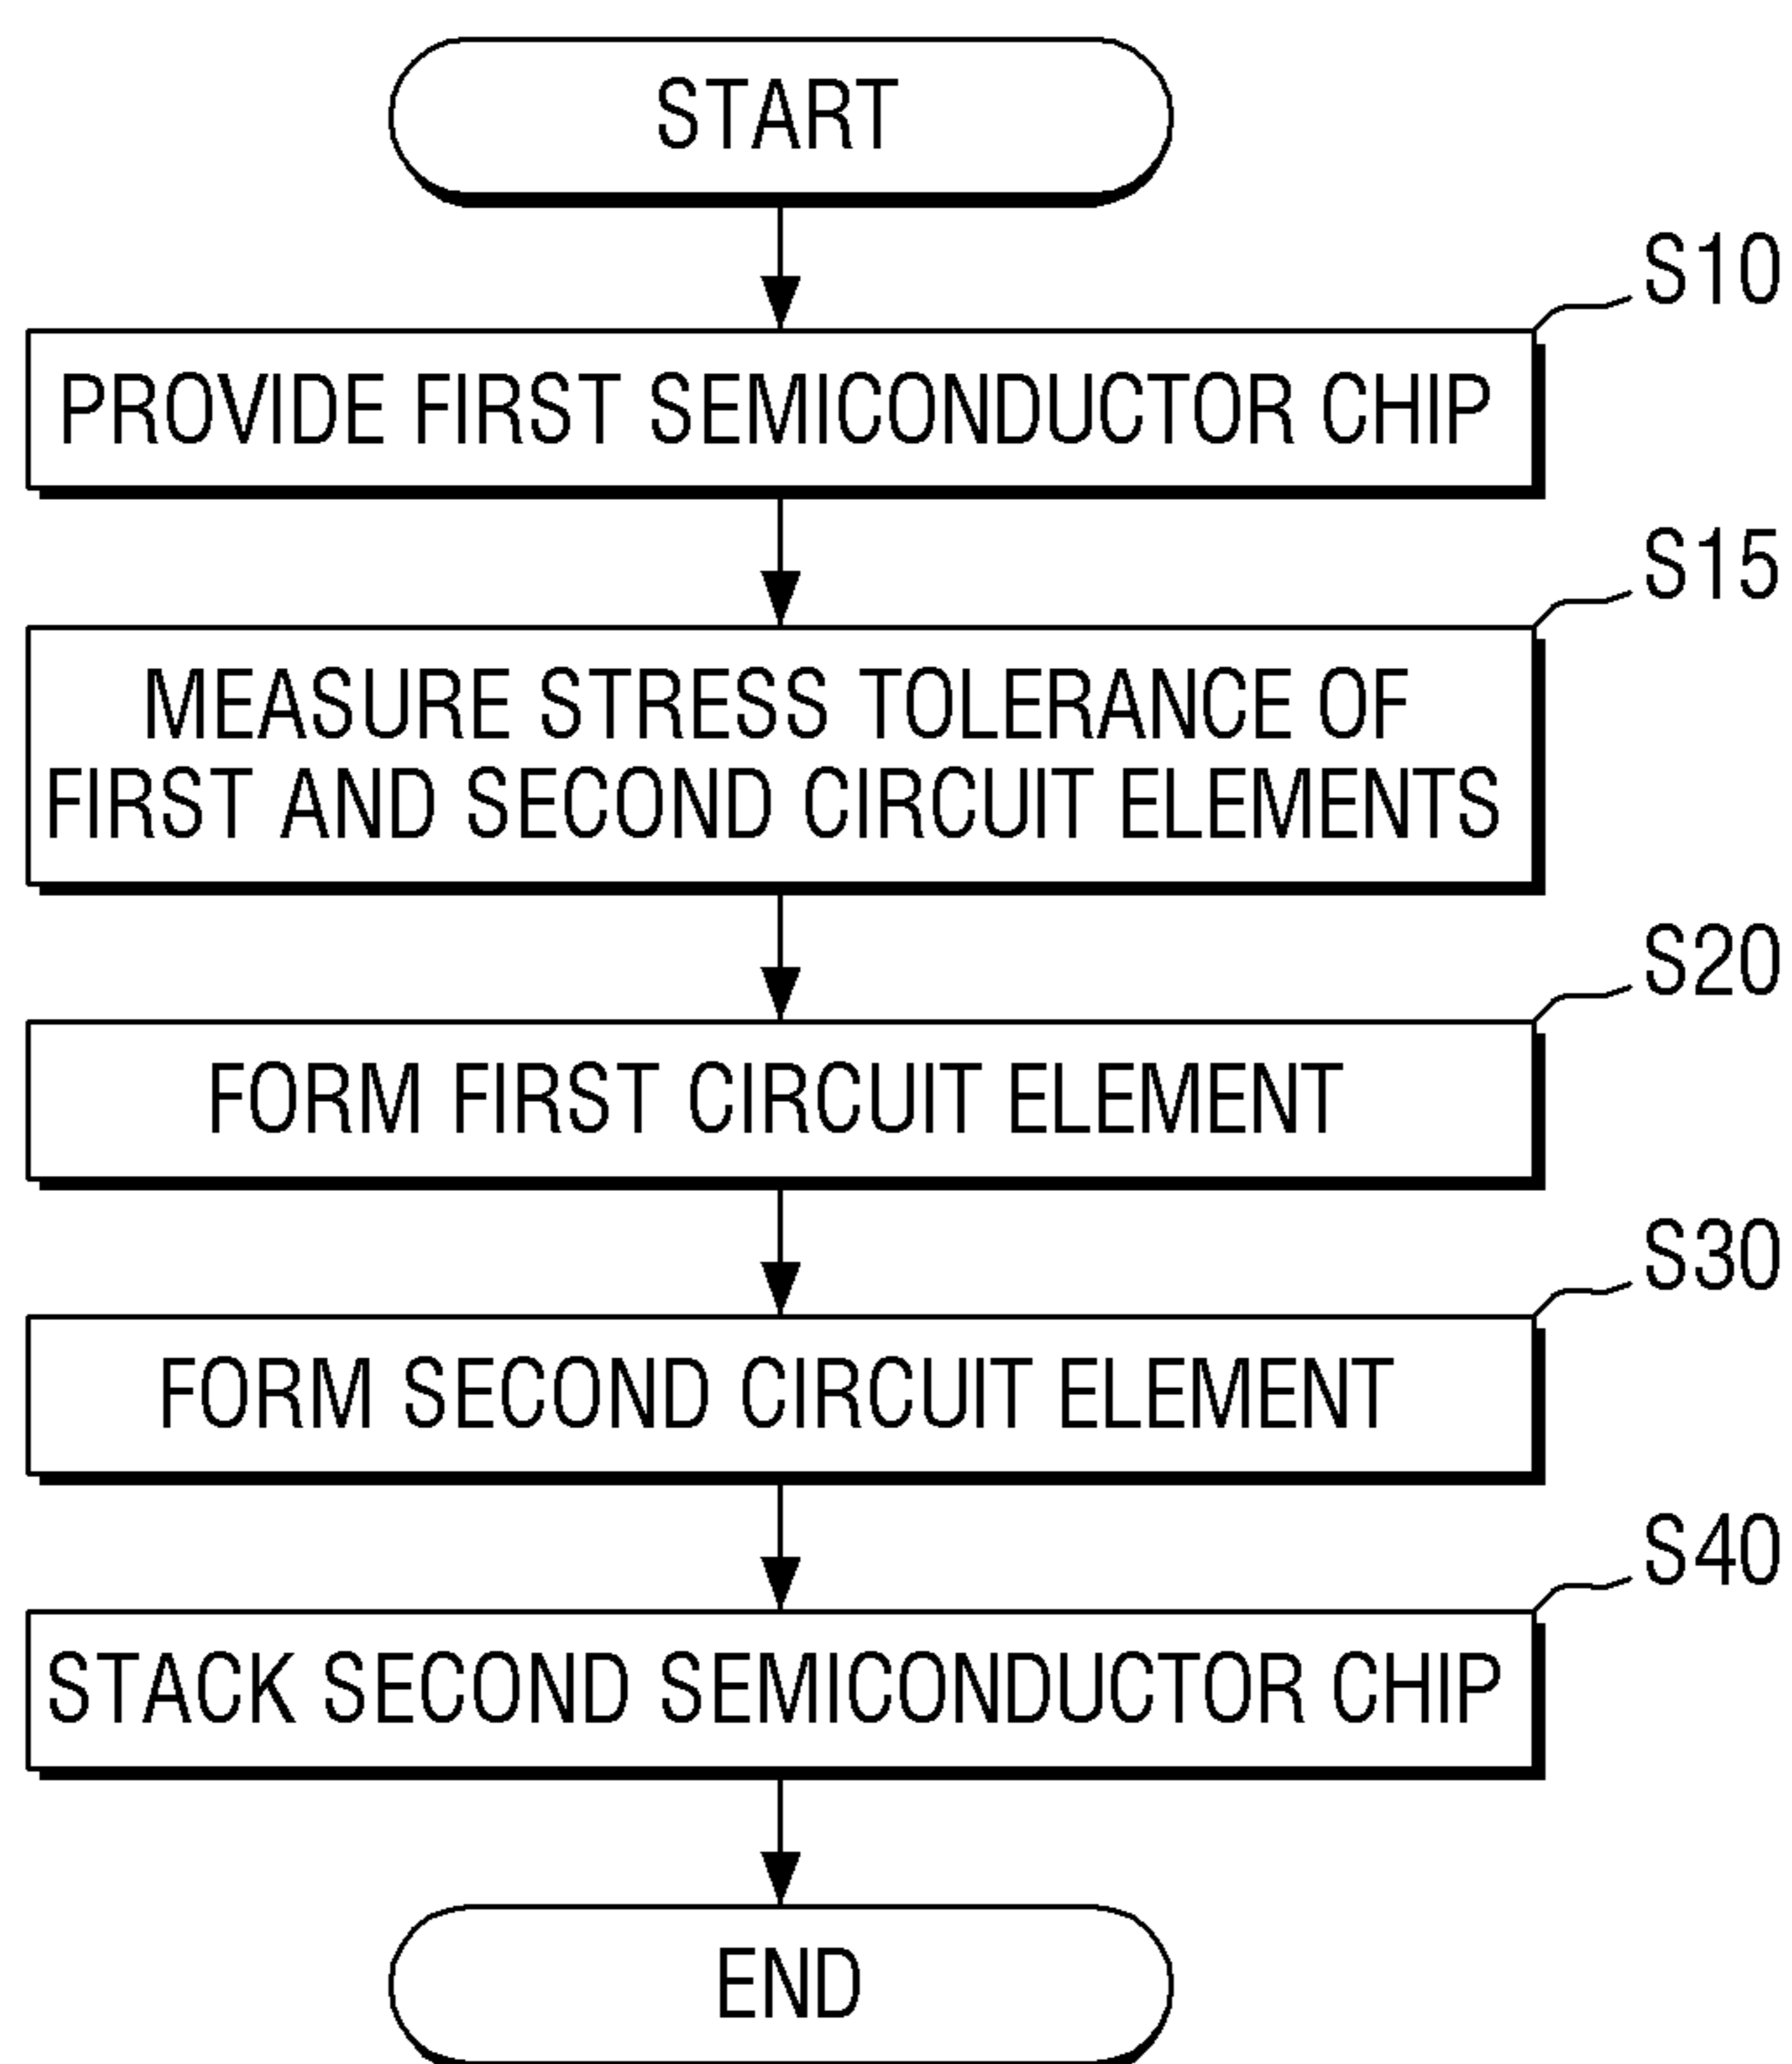 START
S10
PROVIDE FIRST SEMICONDUCTOR CHIP
S15
MEASURE STRESS TOLERANCE OF
FIRST AND SECOND CIRCUIT ELEMENTS
S20
FORM FIRST CIRCUIT ELEMENT
S30
FORM SECOND CIRCUIT ELEMENT
S40
STACK SECOND SEMICONDUCTOR CHIP
END